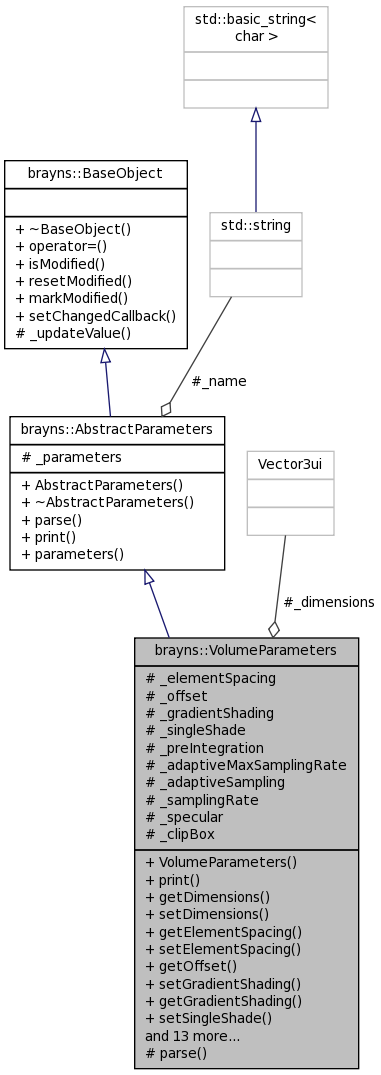 std::basic_string<
char >
brayns::BaseObject
+ ~BaseObject()
+ operator=()
+ isModified()
+ resetModified()
+ markModified()
+ setChangedCallback()
# _updateValue()
std::string
#_name
brayns::AbstractParameters
# _parameters
+ AbstractParameters()
+ ~AbstractParameters()
+ parse()
+ print()
+ parameters()
Vector3ui
#_dimensions
brayns::VolumeParameters
# _elementSpacing
# _offset
# _gradientShading
# _singleShade
# _preIntegration
# _adaptiveMaxSamplingRate
# _adaptiveSampling
# _samplingRate
# _specular
# _clipBox
+ VolumeParameters()
+ print()
+ getDimensions()
+ setDimensions()
+ getElementSpacing()
+ setElementSpacing()
+ getOffset()
+ setGradientShading()
+ getGradientShading()
+ setSingleShade()
and 13 more...
# parse()